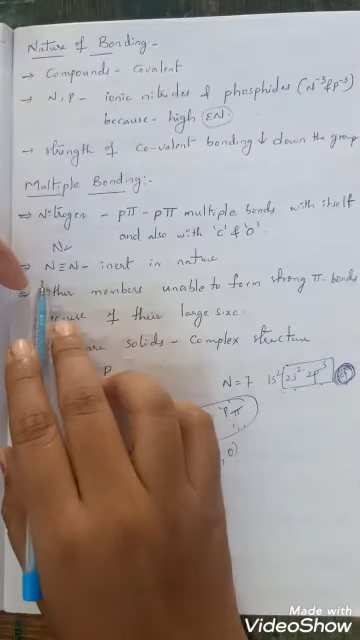 Nature of Bonding -
→ Compounds - Covalent
→ N, P - ionic nitrides & phosphides (N⁻³ & P⁻³)
because - high EN.
→ strength of Co-valent bonding ↓ down the group
Multiple Bonding:-
⇒ Nitrogen - pπ - pπ multiple bonds with itself
and also with 'C' & 'O'.
N₂
⇒ N ≡ N - inert in nature
members unable to form strong π-bonds
of their large size.
are solids - Complex structure
P
N = 7 1s² 2s² 2p³
Pπ
, O)
Made with
VideoShow